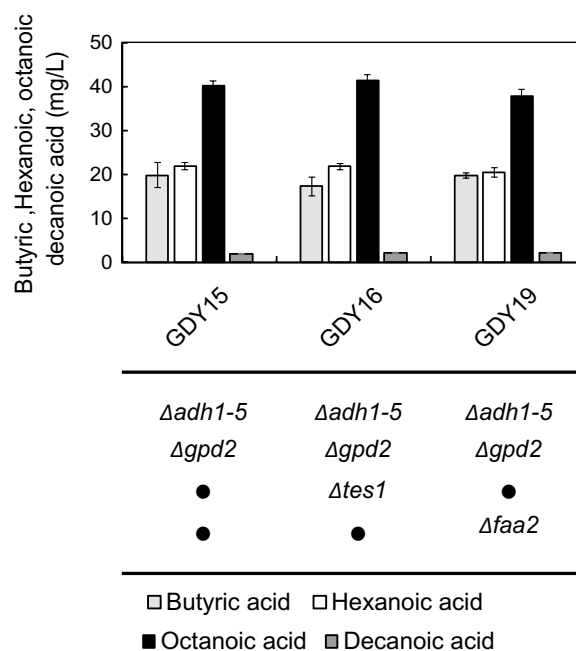 Butyric ,Hexanoic, octanoic
decanoic acid (mg/L)
50
40
30
20
10
0
GDY15 GDY16 GDY19
Δadh1-5 Δadh1-5 Δadh1-5
Δgpd2 Δgpd2 Δgpd2
● Δtes1 ●
● ● Δfaa2
Butyric acid Hexanoic acid
Octanoic acid Decanoic acid